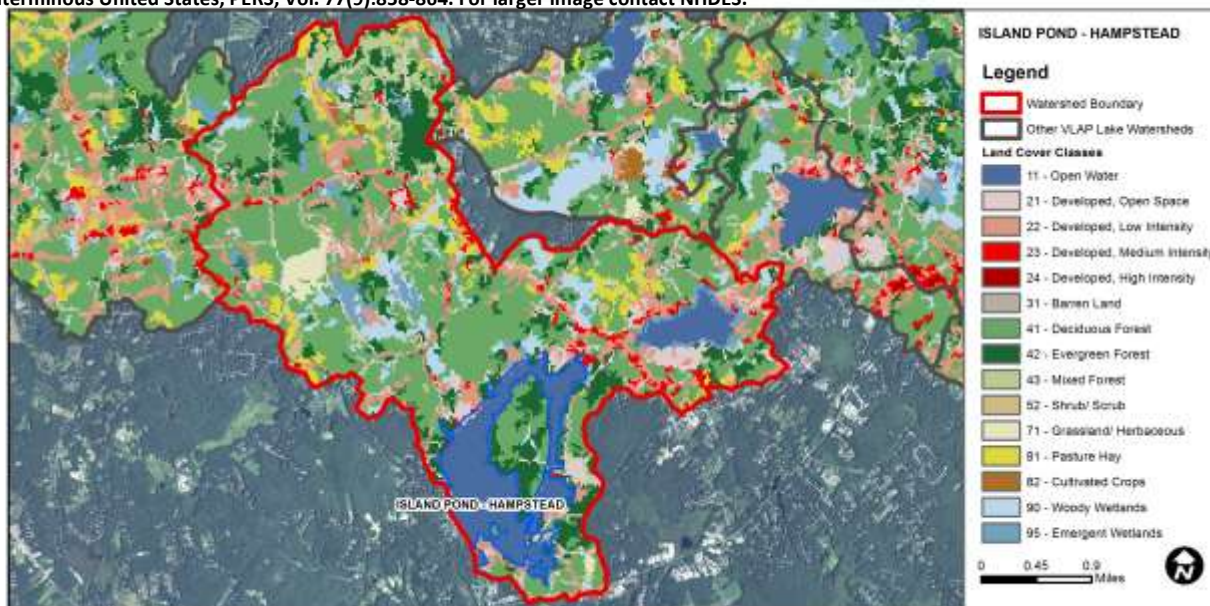 terminous United States, PERS, Vol. 77(9):858-864. For larger image contact NHDES.
ISLAND POND - HAMPSTEAD
Legend
Watershed Boundary
Other VLAP Lake Watersheds
Land Cover Classes
11 - Open Water
21 - Developed, Open Space
22 - Developed, Low Intensity
23 - Developed, Medium Intensity
24 - Developed, High Intensity
31 - Barren Land
41 - Deciduous Forest
42 - Evergreen Forest
43 - Mixed Forest
52 - Shrub/ Scrub
71 - Grassland/ Herbaceous
81 - Pasture Hay
82 - Cultivated Crops
90 - Woody Wetlands
95 - Emergent Wetlands
0 0.45 0.9
Miles
N
ISLAND POND - HAMPSTEAD